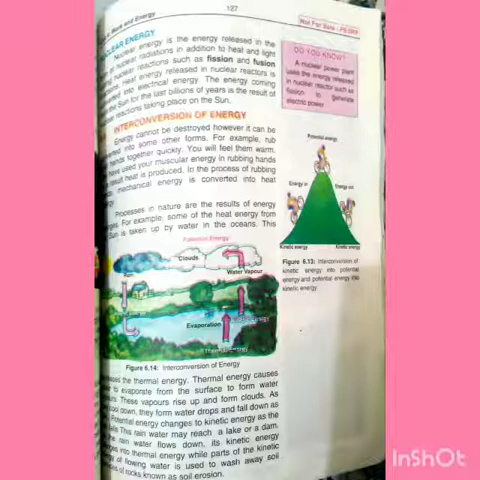 127
Work and Energy
Not For Sale - PESRP
NUCLEAR ENERGY
Nuclear energy is the energy released in the
of nuclear radiations in addition to heat and light
nuclear reactions such as fission and fusion
Heat energy released in nuclear reactors is
into electrical energy. The energy coming
the Sun for the last billions of years is the result of
reactions taking place on the Sun.
DO YOU KNOW?
A nuclear power plant
uses the energy released
in nuclear reactor such as
fission to generate
electric power.
INTERCONVERSION OF ENERGY
Energy cannot be destroyed however it can be
into some other forms. For example, rub
hands together quickly. You will feel them warm.
have used your muscular energy in rubbing hands
result heat is produced. In the process of rubbing
mechanical energy is converted into heat
Processes in nature are the results of energy
For example, some of the heat energy from
Sun is taken up by water in the oceans. This
Potential energy
Energy in
Energy out
Kinetic energy
Kinetic energy
Figure 6.13: Interconversion of
kinetic energy into potential
energy and potential energy into
kinetic energy
Potential Energy
Clouds
Water Vapour
Evaporation
Thermal Energy
Figure 6.14: Interconversion of Energy
the thermal energy. Thermal energy causes
to evaporate from the surface to form water
These vapours rise up and form clouds. As
cool down, they form water drops and fall down as
Potential energy changes to kinetic energy as the
This rain water may reach a lake or a dam.
the rain water flows down, its kinetic energy
into thermal energy while parts of the kinetic
of flowing water is used to wash away soil
of rocks known as soil erosion.
InShOt